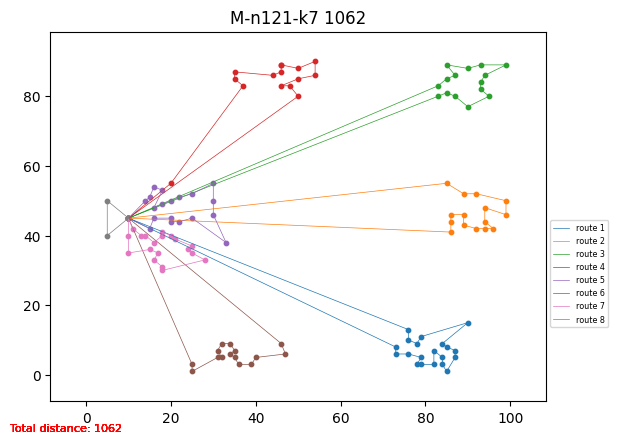 M-n121-k7 1062
80
60
40
20
0
0 20 40 60 80 100
route 1
route 2
route 3
route 4
route 5
route 6
route 7
route 8
Total distance: 1062